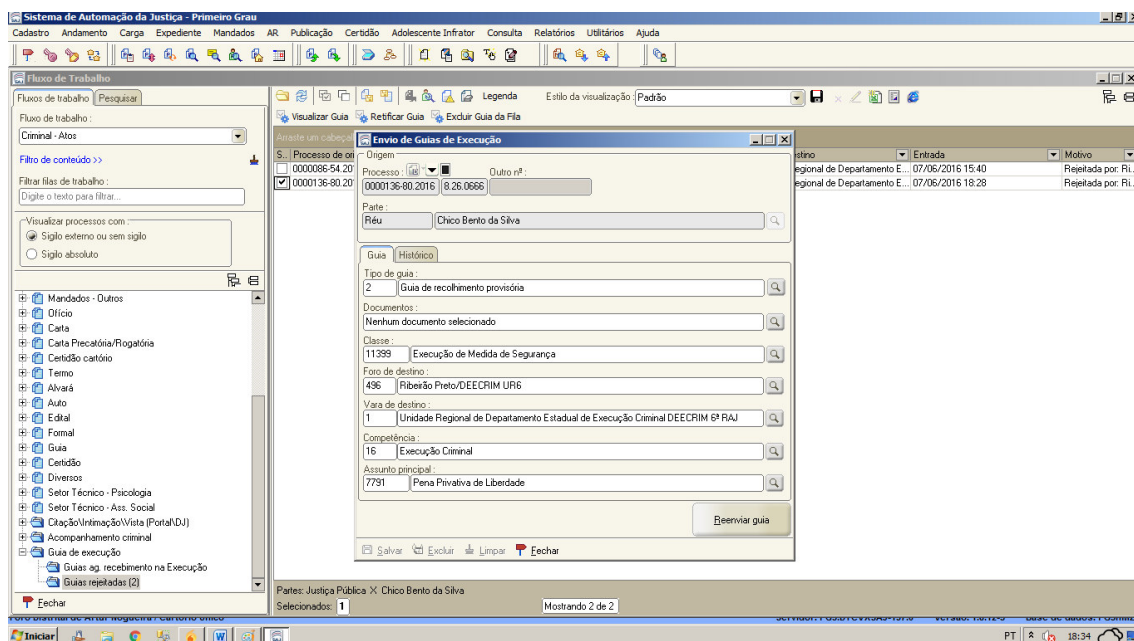 Sistema de Automação da Justiça - Primeiro Grau
Cadastro Andamento Carga Expediente Mandados AR Publicação Certidão Adolescente Infrator Consulta Relatórios Utilitários Ajuda
Fluxo de Trabalho
Fluxos de trabalho Pesquisar
Legenda Estilo da visualização: Padrão
Visualizar Guia Retificar Guia Excluir Guia da Fila
Fluxo de trabalho :
Criminal - Atos
Filtro de conteúdo >>
Filtrar filas de trabalho :
Digite o texto para filtrar...
Visualizar processos com :
Sigilo externo ou sem sigilo
Sigilo absoluto
Mandados - Outros
Ofício
Carta
Carta Precatória/Rogatória
Certidão cartório
Termo
Alvará
Auto
Edital
Formal
Guia
Certidão
Diversos
Setor Técnico - Psicologia
Setor Técnico - Ass. Social
Citação\Intimação\Vista (Portal\DJ)
Acompanhamento criminal
Guia de execução
Guias ag. recebimento na Execução
Guias rejeitadas (2)
Fechar
Arraste um cabeça
S.. Processo de ori stino Entrada Motivo
0000086-54.20 egional de Departamento E... 07/06/2016 15:40 Rejeitada por: Ri..
0000136-80.20 egional de Departamento E... 07/06/2016 18:28 Rejeitada por: Ri..
Envio de Guias de Execução
Origem
Processo : Outro nº :
0000136-80.2016 8.26.0666
Parte :
Réu Chico Bento da Silva
Guia Histórico
Tipo de guia :
2 Guia de recolhimento provisória
Documentos :
Nenhum documento selecionado
Classe :
11399 Execução de Medida de Segurança
Foro de destino :
496 Ribeirão Preto/DEECRIM UR6
Vara de destino :
1 Unidade Regional de Departamento Estadual de Execução Criminal DEECRIM 6ª RAJ
Competência :
16 Execução Criminal
Assunto principal :
7791 Pena Privativa de Liberdade
Reenviar guia
Salvar Excluir Limpar Fechar
Partes: Justiça Pública X Chico Bento da Silva
Selecionados: 1 Mostrando 2 de 2
Foro Distrital de Artur Nogueira / Cartório Único
Iniciar PT 18:34